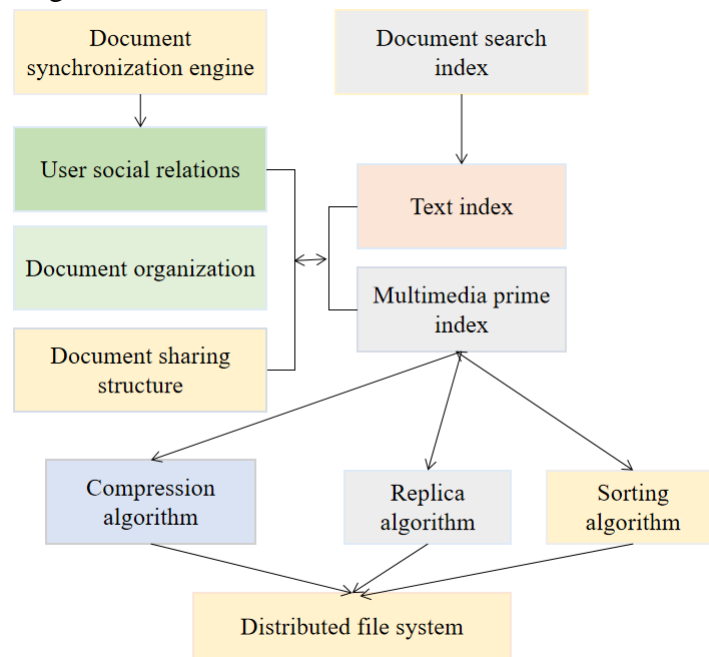 Document
synchronization engine
Document search
index
User social relations
Text index
Document organization
Multimedia prime
index
Document sharing
structure
Compression
algorithm
Replica
algorithm
Sorting
algorithm
Distributed file system